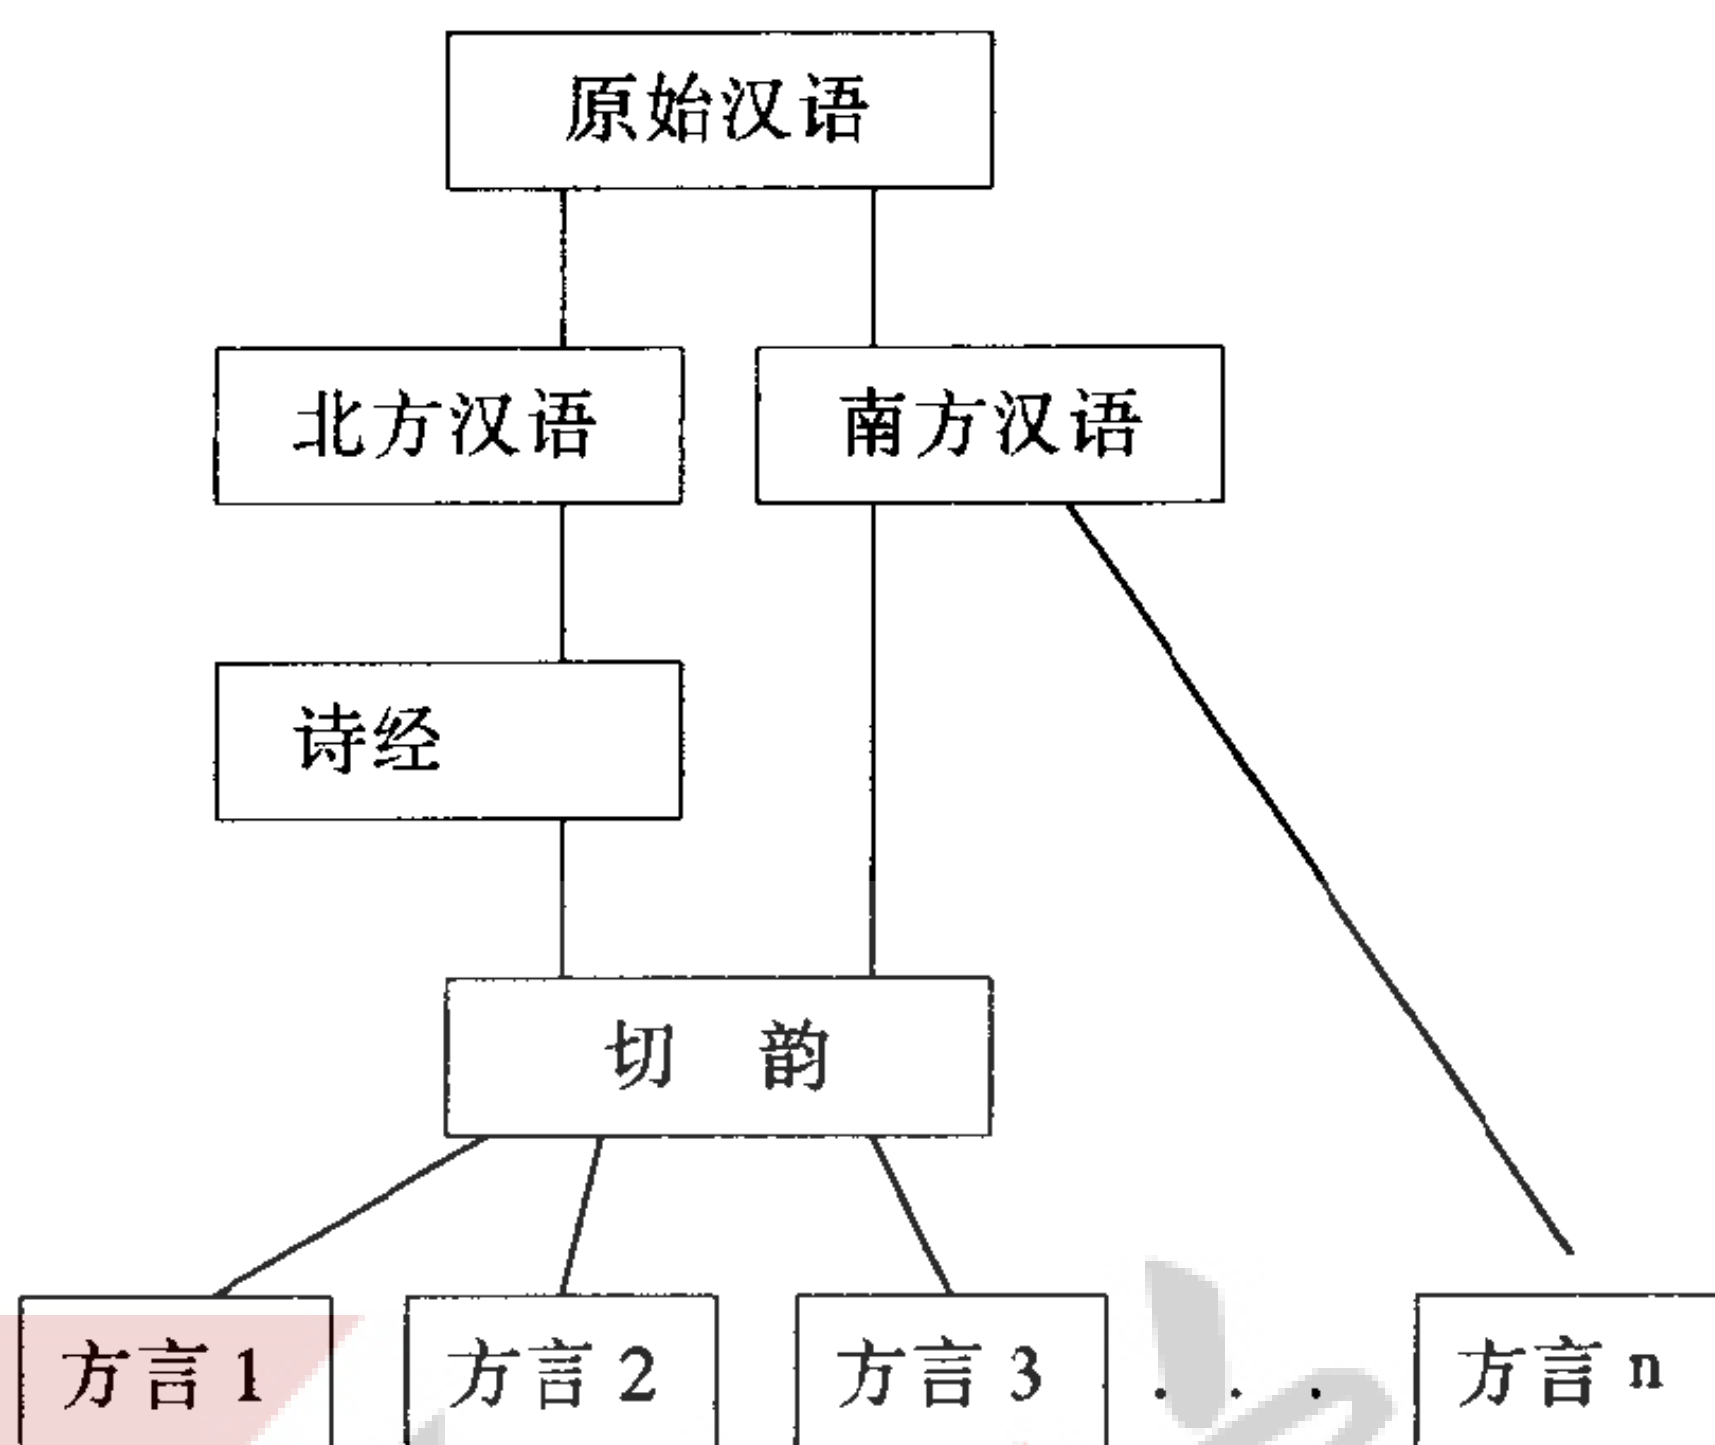 原始汉语
北方汉语 南方汉语
诗经
切 韵
方言1 方言2 方言3 . . . 方言n